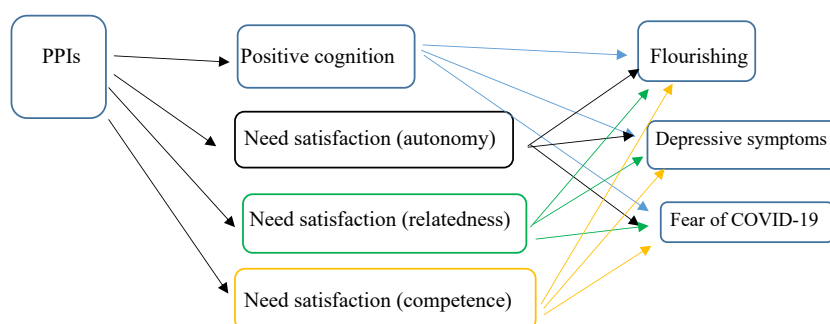 PPIs
Positive cognition
Flourishing
Need satisfaction (autonomy)
Depressive symptoms
Need satisfaction (relatedness)
Fear of COVID-19
Need satisfaction (competence)